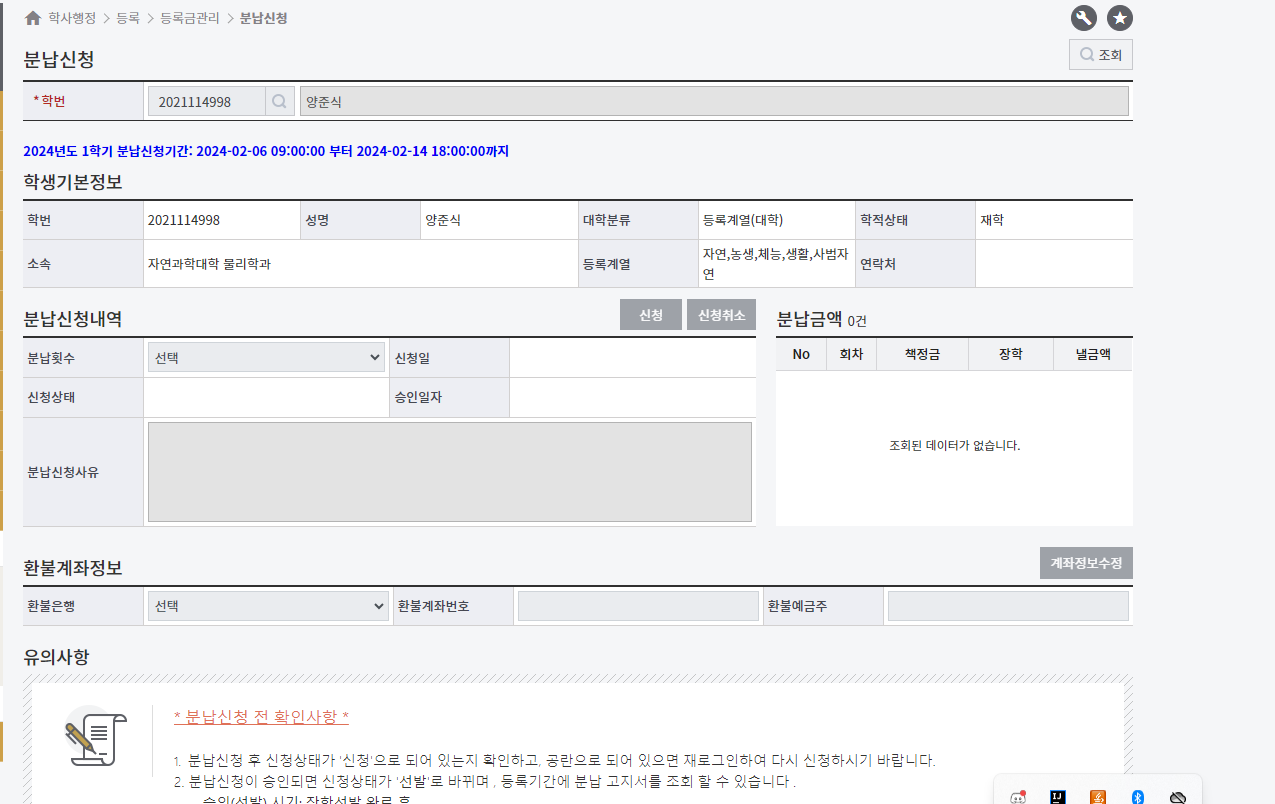 학사행정 > 등록 > 등록금관리 > 분납신청
분납신청
조회
* 학번 2021114998 양준식
2024년도 1학기 분납신청기간: 2024-02-06 09:00:00 부터 2024-02-14 18:00:00까지
학생기본정보
학번 2021114998 성명 양준식 대학분류 등록계열(대학) 학적상태 재학
소속 자연과학대학 물리학과 등록계열 자연,농생,체능,생활,사범자연 연락처
분납신청내역 신청 신청취소
분납횟수 선택 신청일
신청상태 승인일자
분납신청사유
분납금액 0건
No 회차 책정금 장학 낼금액
조회된 데이터가 없습니다.
환불계좌정보 계좌정보수정
환불은행 선택 환불계좌번호 환불예금주
유의사항
* 분납신청 전 확인사항 *
1. 분납신청 후 신청상태가 '신청'으로 되어 있는지 확인하고, 공란으로 되어 있으면 재로그인하여 다시 신청하시기 바랍니다.
2. 분납신청이 승인되면 신청상태가 '선발'로 바뀌며 , 등록기간에 분납 고지서를 조회 할 수 있습니다 .
승인(선발) 시기: 장학선발 완료 후
IJ